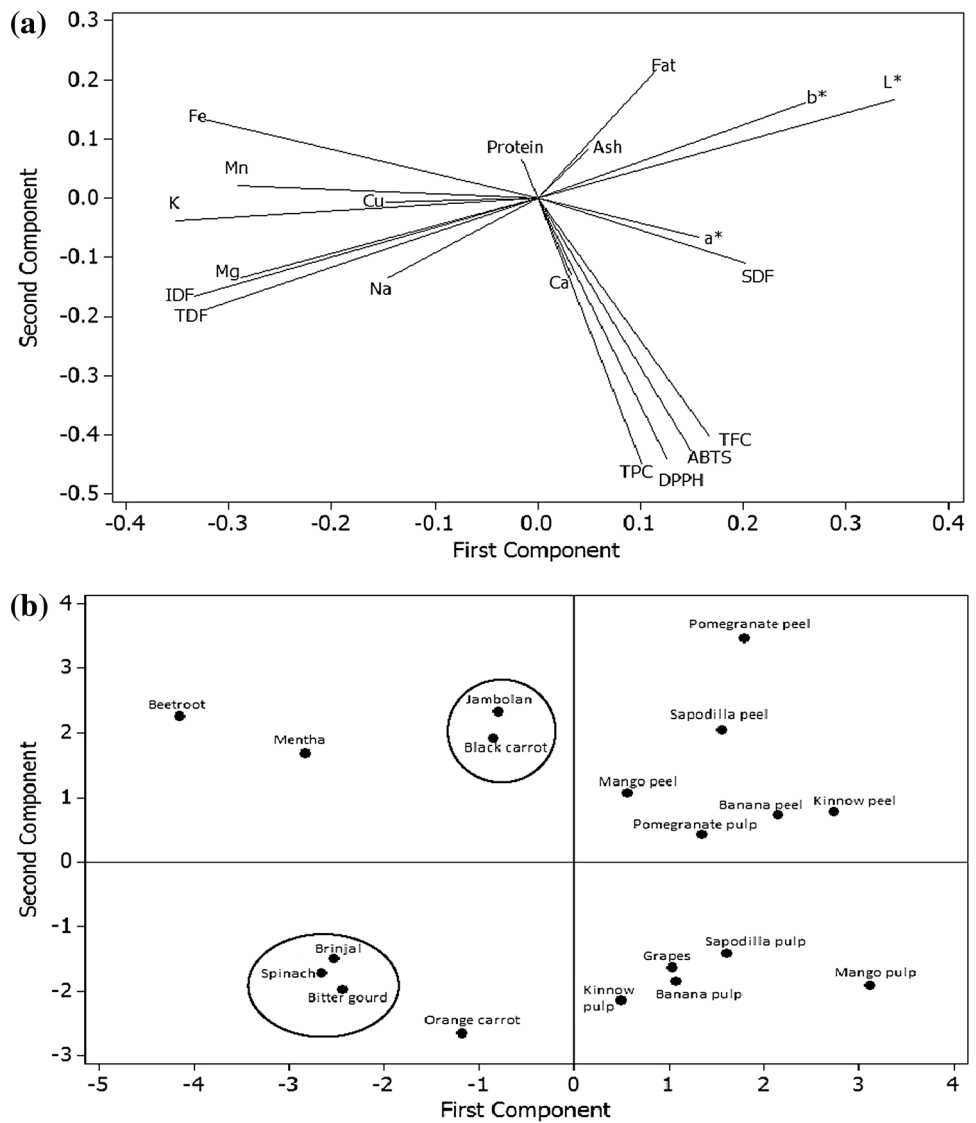 (a)
0.3
0.2
0.1
0.0
-0.1
-0.2
-0.3
-0.4
-0.5
Second Component
Fat
L*
b*
Fe
Protein
Ash
Mn
K
Cu
a*
Mg
SDF
Na
Ca
IDF
TDF
TFC
ABTS
TPC
DPPH
-0.4 -0.3 -0.2 -0.1 0.0 0.1 0.2 0.3 0.4
First Component
(b)
4
3
2
1
0
-1
-2
-3
Second Component
Pomegranate peel
Jambolan
Beetroot
Sapodilla peel
Mentha
Black carrot
Mango peel
Banana peel
Kinnow peel
Pomegranate pulp
Brinjal
Sapodilla pulp
Grapes
Spinach
Mango pulp
Kinnow
pulp
Banana pulp
Bitter gourd
Orange carrot
-5 -4 -3 -2 -1 0 1 2 3 4
First Component